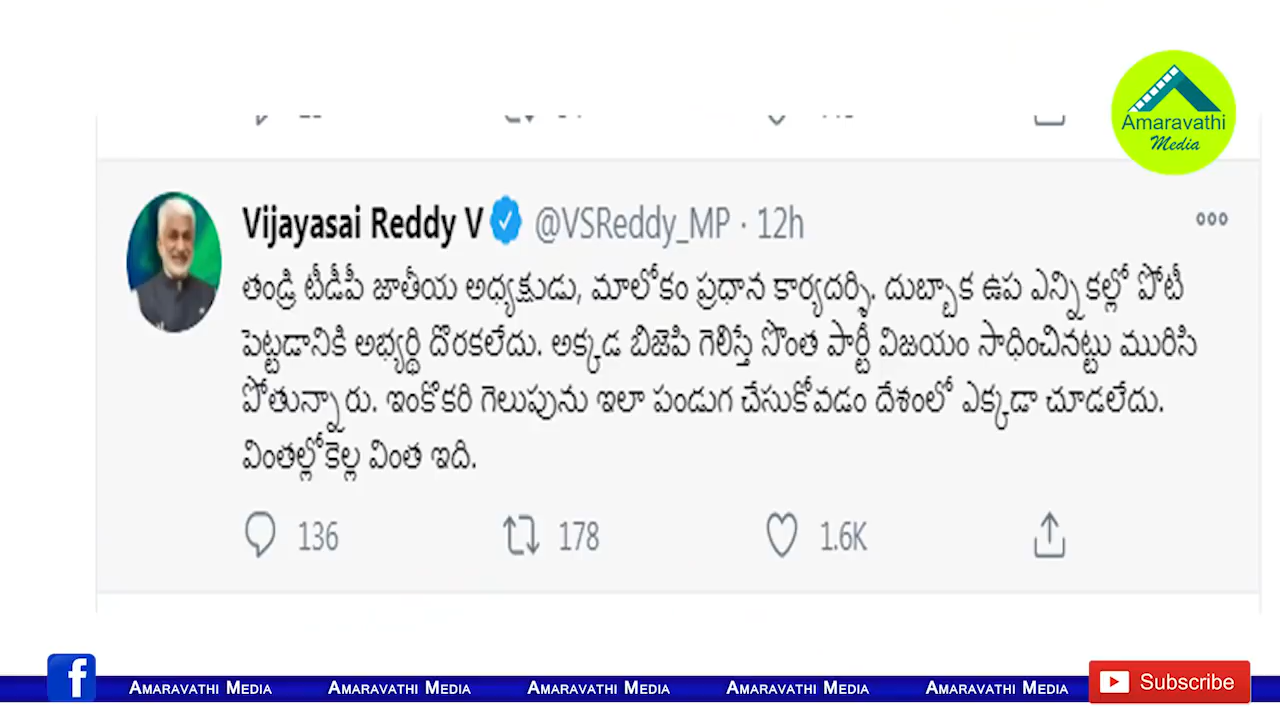 Amaravathi
Media
Vijayasai Reddy V @VSReddy_MP · 12h
తండ్రి టీడీపీ జాతీయ అధ్యక్షుడు, మాలోకం ప్రధాన కార్యదర్శి. దుబ్బాక ఉప ఎన్నికల్లో పోటీ
పెట్టడానికి అభ్యర్థి దొరకలేదు. అక్కడ బిజెపి గెలిస్తే సొంత పార్టీ విజయం సాధించినట్టు మురిసి
పోతున్నారు. ఇంకొకరి గెలుపును ఇలా పండుగ చేసుకోవడం దేశంలో ఎక్కడా చూడలేదు.
వింతల్లోకెల్ల వింత ఇది.
136 178 1.6K
f Amaravathi Media Amaravathi Media Amaravathi Media Amaravathi Media Amaravathi Media Subscribe